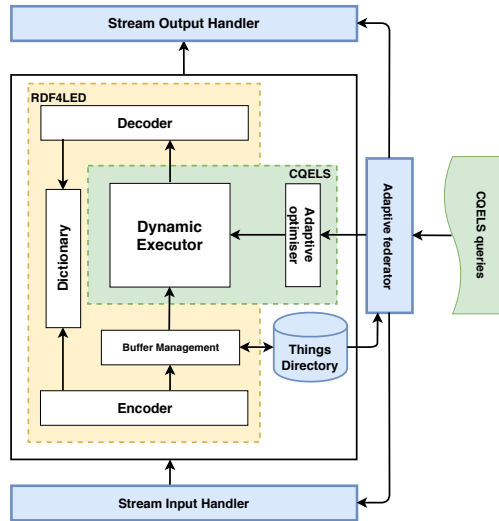 Stream Output Handler
RDF4LED
Decoder
CQELS
Dictionary
Dynamic
Executor
Adaptive
optimiser
Adaptive federator
CQELS queries
Buffer Management
Things
Directory
Encoder
Stream Input Handler